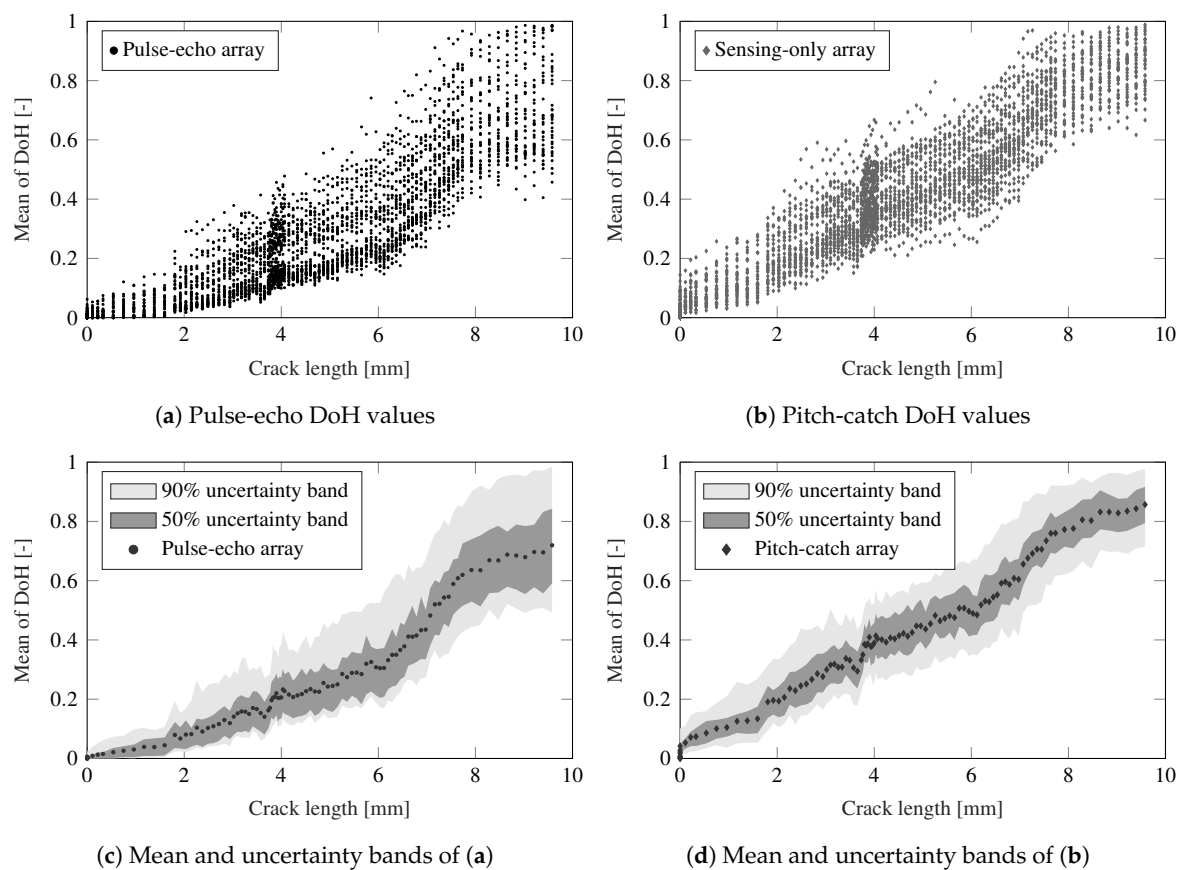 1
0.8
0.6
0.4
0.2
0
Mean of DoH [-]
Pulse-echo array
0 2 4 6 8 10
Crack length [mm]
(a) Pulse-echo DoH values
1
0.8
0.6
0.4
0.2
0
Mean of DoH [-]
Sensing-only array
0 2 4 6 8 10
Crack length [mm]
(b) Pitch-catch DoH values
1
0.8
0.6
0.4
0.2
0
Mean of DoH [-]
90% uncertainty band
50% uncertainty band
Pulse-echo array
0 2 4 6 8 10
Crack length [mm]
(c) Mean and uncertainty bands of (a)
1
0.8
0.6
0.4
0.2
0
Mean of DoH [-]
90% uncertainty band
50% uncertainty band
Pitch-catch array
0 2 4 6 8 10
Crack length [mm]
(d) Mean and uncertainty bands of (b)